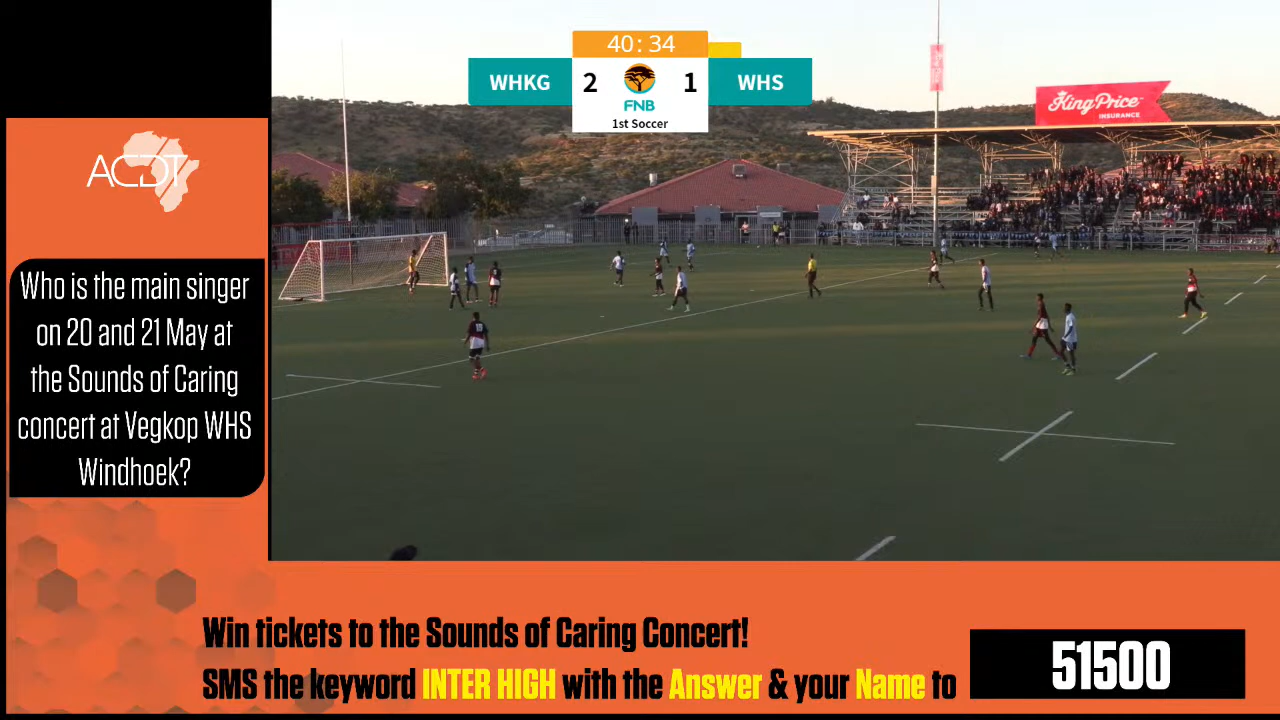 40:34
WHKG 2 1 WHS
FNB
1st Soccer
King Price
INSURANCE
ACDT
Who is the main singer
on 20 and 21 May at
the Sounds of Caring
concert at Vegkop WHS
Windhoek?
15
Win tickets to the Sounds of Caring Concert!
SMS the keyword INTER HIGH with the Answer & your Name to
51500